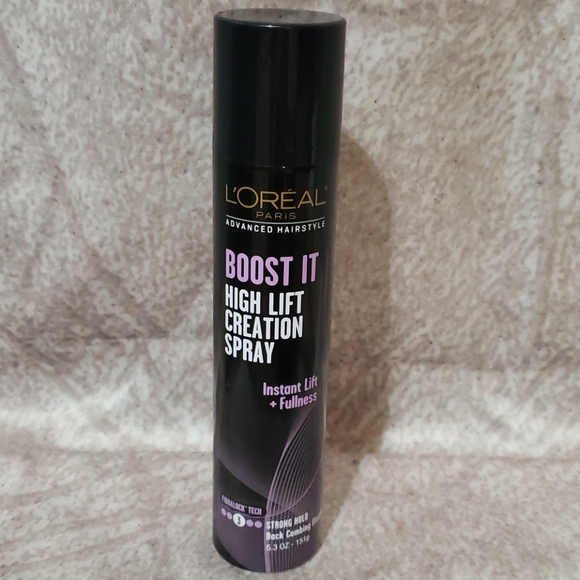 L'ORÉAL
PARIS
ADVANCED HAIRSTYLE
BOOST IT
HIGH LIFT
CREATION
SPRAY
Instant Lift
+ Fullness
FIBRALOCK™ TECH
3
STRONG HOLD
Back Combing
5.3 OZ - 151g